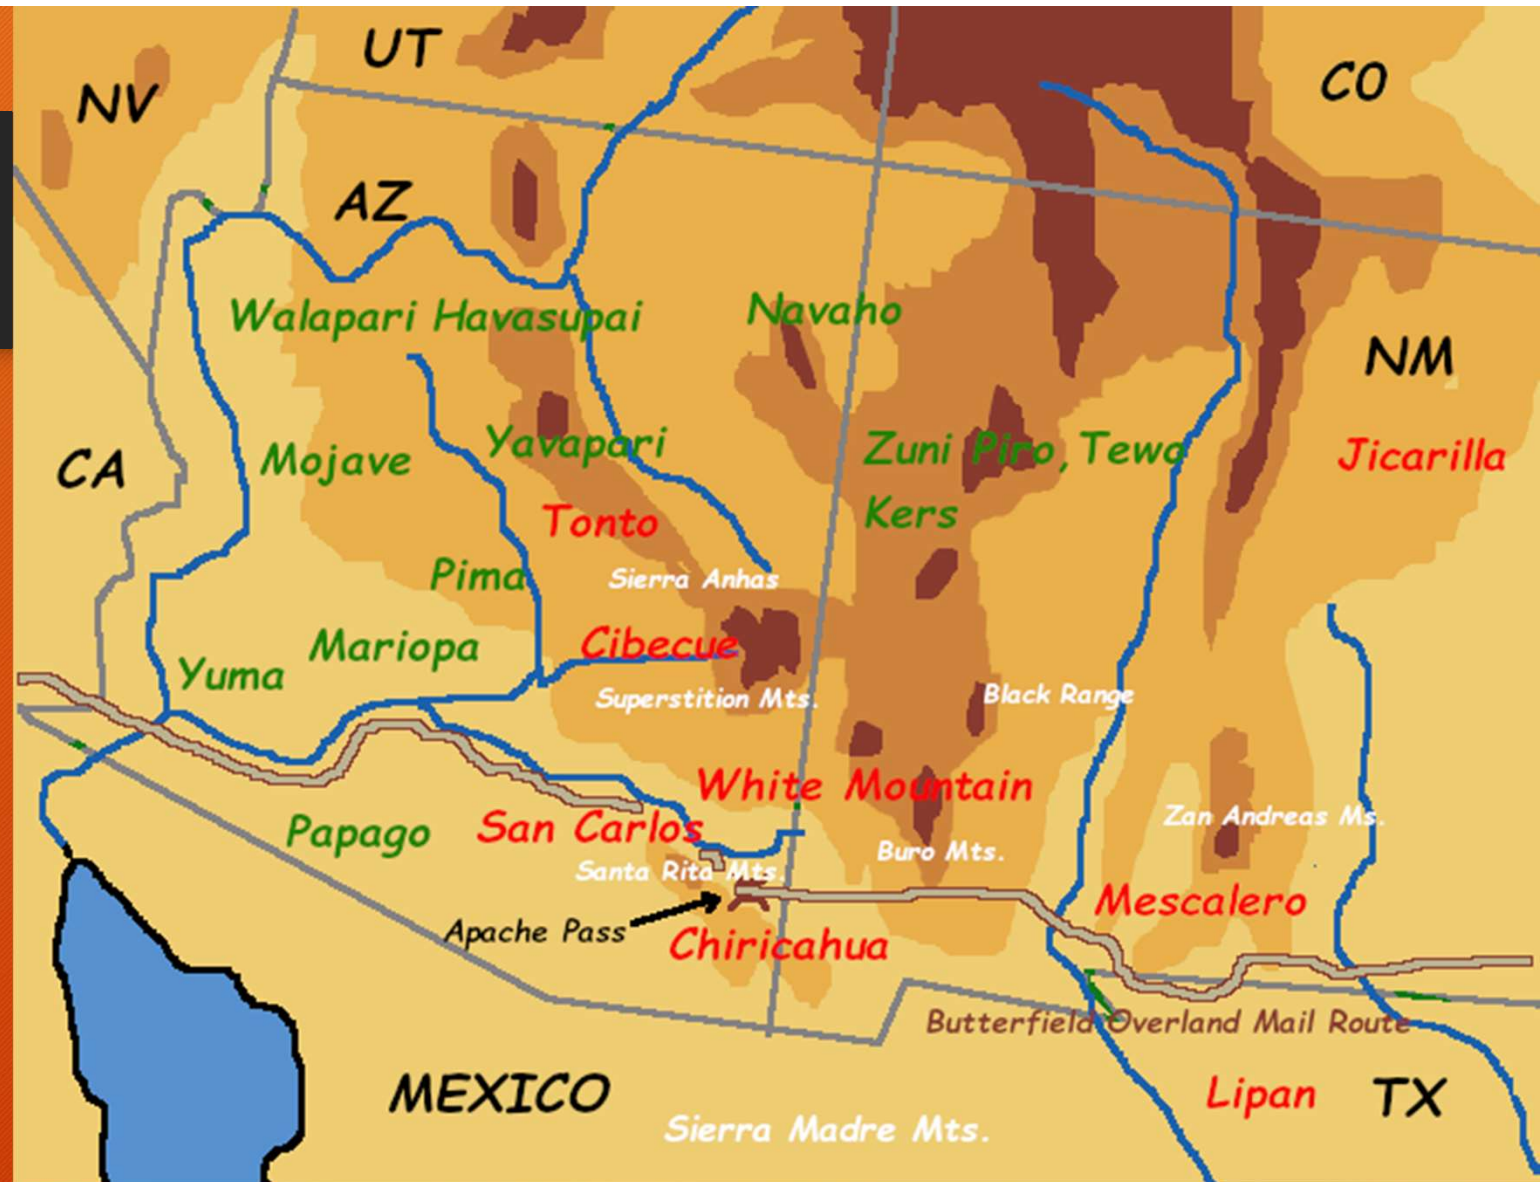 UT
CO
NV
AZ
Walapari Havasupai
Navaho
NM
CA
Mojave
Yavapari
Zuni Piro, Tewa
Jicarilla
Kers
Tonto
Pima
Sierra Anhas
Mariopa
Cibecue
Yuma
Superstition Mts.
Black Range
White Mountain
Papago
San Carlos
Zan Andreas Ms.
Santa Rita Mts.
Buro Mts.
Mescalero
Apache Pass
Chiricahua
Butterfield Overland Mail Route
MEXICO
Lipan
TX
Sierra Madre Mts.